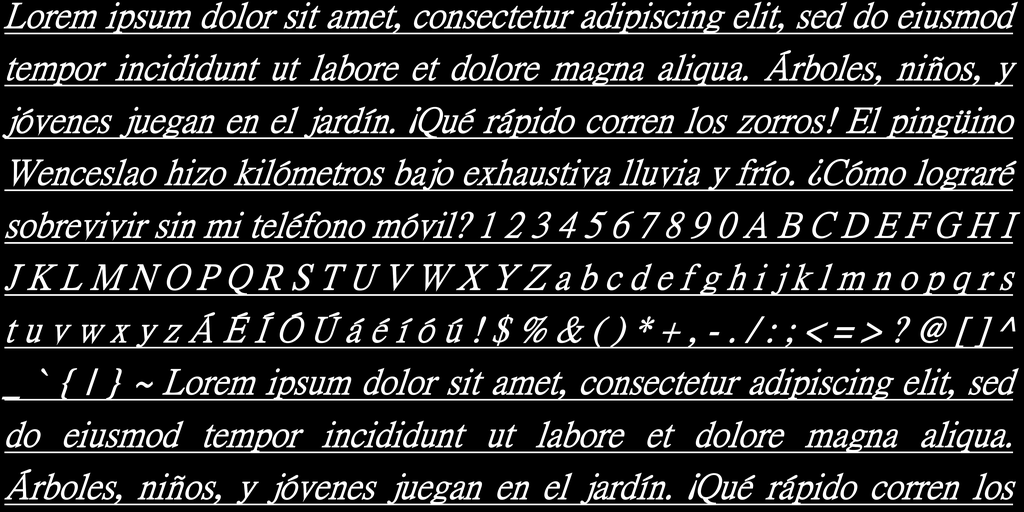 Lorem ipsum dolor sit amet, consectetur adipiscing elit, sed do eiusmod
tempor incididunt ut labore et dolore magna aliqua. Árboles, niños, y
jóvenes juegan en el jardín. ¡Qué rápido corren los zorros! El pingüino
Wenceslao hizo kilómetros bajo exhaustiva lluvia y frío. ¿Cómo lograré
sobrevivir sin mi teléfono móvil? 1 2 3 4 5 6 7 8 9 0 A B C D E F G H I
J K L M N O P Q R S T U V W X Y Z a b c d e f g h i j k l m n o p q r s
t u v w x y z Á É Í Ó Ú á é í ó ú ! $ % & ( ) * + , - . / : ; < = > ? @ [ ] ^
_ ` { | } ~ Lorem ipsum dolor sit amet, consectetur adipiscing elit, sed
do eiusmod tempor incididunt ut labore et dolore magna aliqua.
Árboles, niños, y jóvenes juegan en el jardín. ¡Qué rápido corren los